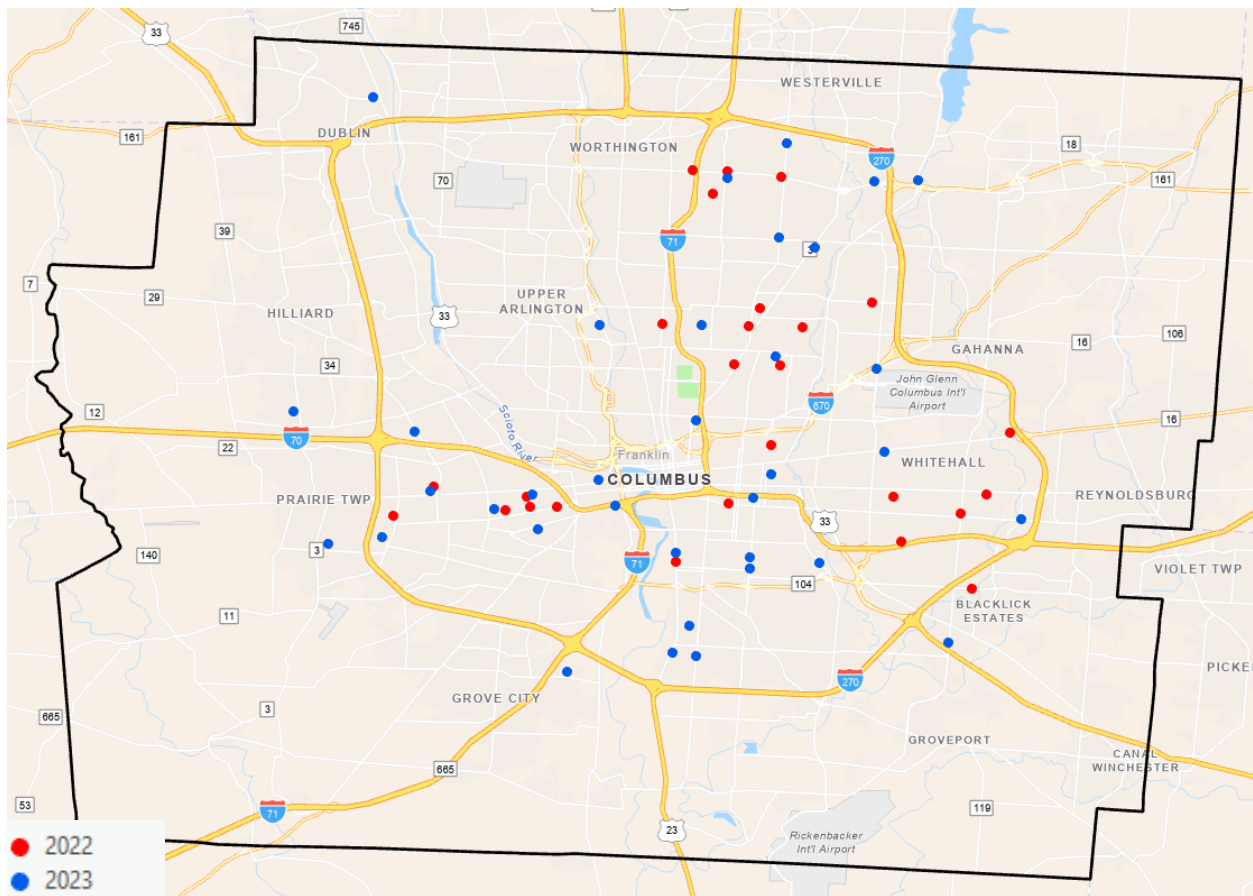 745
33
WESTERVILLE
161
DUBLIN
WORTHINGTON
18
270
70
161
39
71
3
7
29
UPPER
ARLINGTON
HILLIARD
33
106
16
GAHANNA
34
John Glenn
Columbus Int'l
Airport
670
12
Scioto River
16
70
22
Franklin
WHITEHALL
COLUMBUS
PRAIRIE TWP
REYNOLDSBURG
33
140
3
71
104
VIOLET TWP
BLACKLICK
ESTATES
11
PICKE
270
GROVE CITY
3
665
GROVEPORT
CANAL
WINCHESTER
665
53
71
119
23
Rickenbacker
Int'l Airport
2022
2023